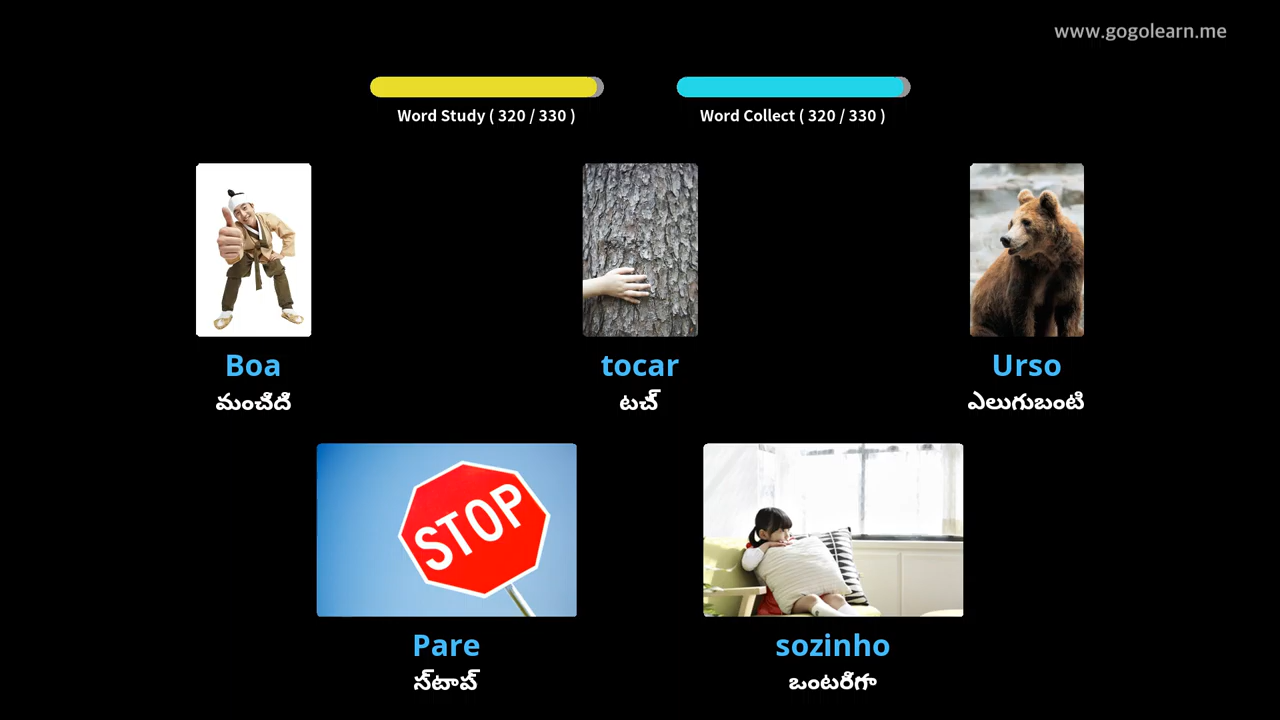 www.gogolearn.me
Word Study ( 320 / 330 )
Word Collect ( 320 / 330 )
Boa
మంచిది
tocar
టచ్
Urso
ఎలుగుబంటి
STOP
Pare
స్టాప్
sozinho
ఒంటరిగా